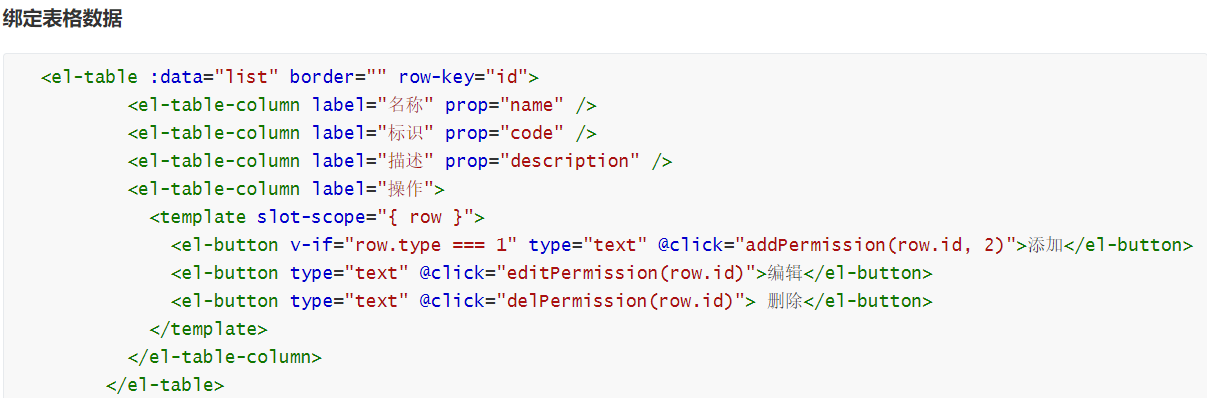 绑定表格数据
<el-table :data="list" border="" row-key="id">
<el-table-column label="名称" prop="name" />
<el-table-column label="标识" prop="code" />
<el-table-column label="描述" prop="description" />
<el-table-column label="操作">
<template slot-scope="{ row }">
<el-button v-if="row.type === 1" type="text" @click="addPermission(row.id, 2)">添加</el-button>
<el-button type="text" @click="editPermission(row.id)">编辑</el-button>
<el-button type="text" @click="delPermission(row.id)"> 删除</el-button>
</template>
</el-table-column>
</el-table>